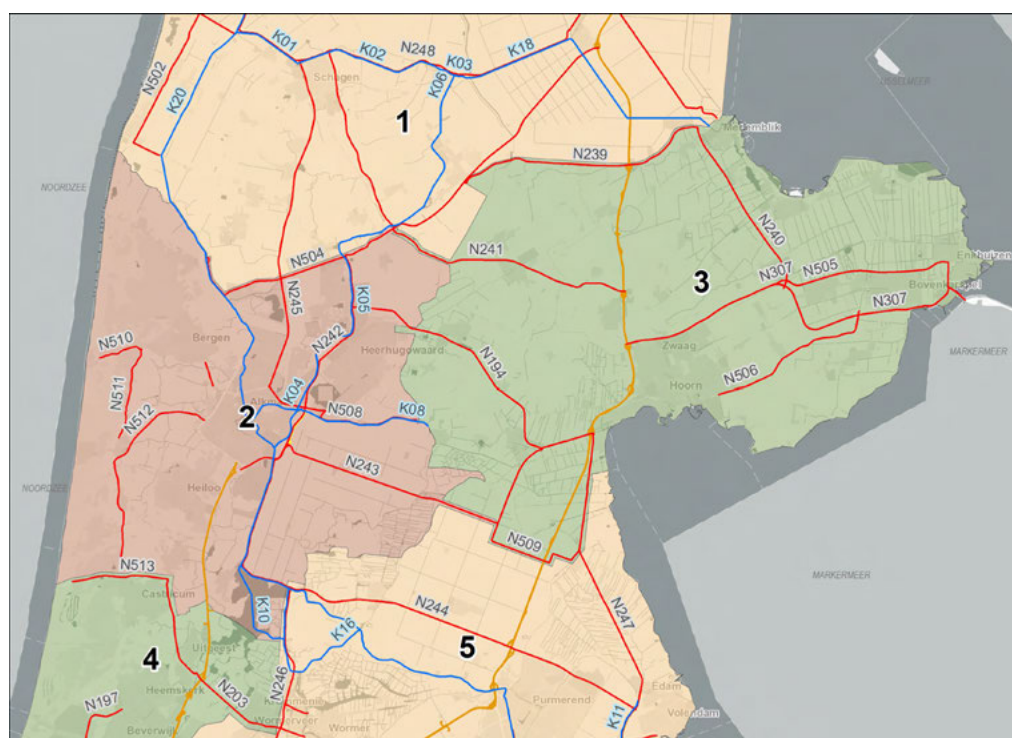 K01
K02
N248
K03
K18
N502
K20
Schagen
K06
1
IJSSELMEER
Medemblik
N239
NOORDZEE
N240
N241
N504
3
N307
N505
Enkhuizen
Bovenkarspel
N245
K05
N307
Bergen
N242
Heerhugowaard
Zwaag
MARKERMEER
N510
N194
N511
Hoorn
N506
K04
N512
2
N508
K08
N243
Heiloo
NOORDZEE
N509
N513
MARKERMEER
Castricum
K10
N244
N247
K16
4
Uitgeest
5
N246
Heemskerk
N203
Edam
Purmerend
N197
Volendam
K11
Wormerveer
Wormer
Beverwijk